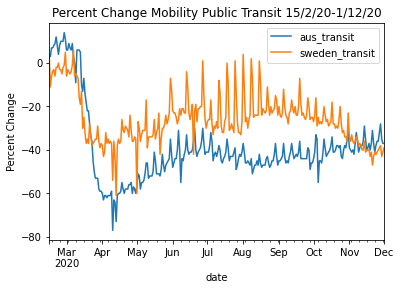 Percent Change Mobility Public Transit 15/2/20-1/12/20
aus_transit
sweden_transit
Percent Change
0
−20
−40
−60
−80
Mar Apr May Jun Jul Aug Sep Oct Nov Dec
2020
date